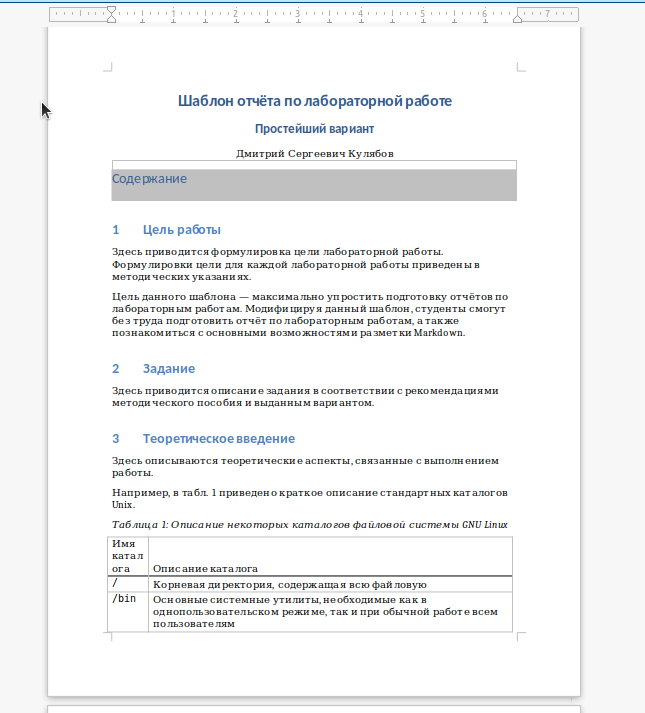 1 2 3 4 5 6 7
Шаблон отчёта по лабораторной работе
Простейший вариант
Дмитрий Сергеевич Кулябов
Содержание
1 Цель работы
Здесь приводится формулировка цели лабораторной работы.
Формулировки цели для каждой лабораторной работы приведены в
методических указаниях.
Цель данного шаблона — максимально упростить подготовку отчётов по
лабораторным работам. Модифицируя данный шаблон, студенты смогут
без труда подготовить отчёт по лабораторным работам, а также
познакомиться с основными возможностями разметки Markdown.
2 Задание
Здесь приводится описание задания в соответствии с рекомендациями
методического пособия и выданным вариантом.
3 Теоретическое введение
Здесь описываются теоретические аспекты, связанные с выполнением
работы.
Например, в табл. 1 приведено краткое описание стандартных каталогов
Unix.
Таблица 1: Описание некоторых каталогов файловой системы GNU Linux
Имя
катал
ога
Описание каталога
/
Корневая директория, содержащая всю файловую
/bin
Основные системные утилиты, необходимые как в
однопользовательском режиме, так и при обычной работе всем
пользователям